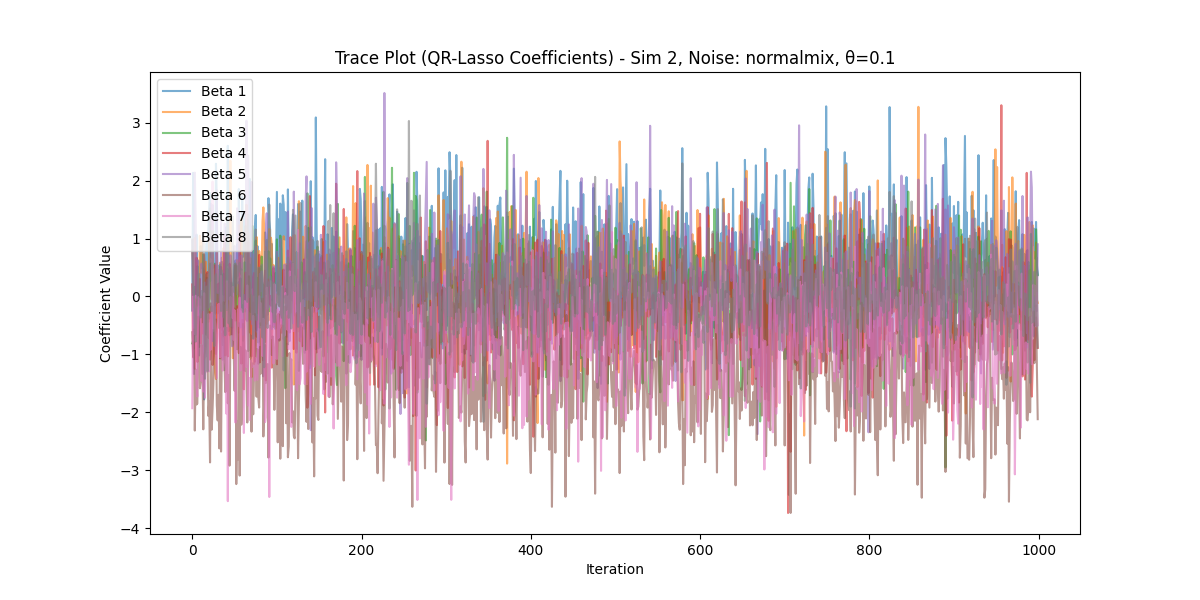 Trace Plot (QR-Lasso Coefficients) - Sim 2, Noise: normalmix, θ=0.1
Beta 1
Beta 2
Beta 3
Beta 4
Beta 5
Beta 6
Beta 7
Beta 8
3
2
1
0
−1
−2
−3
−4
Coefficient Value
0 200 400 600 800 1000
Iteration